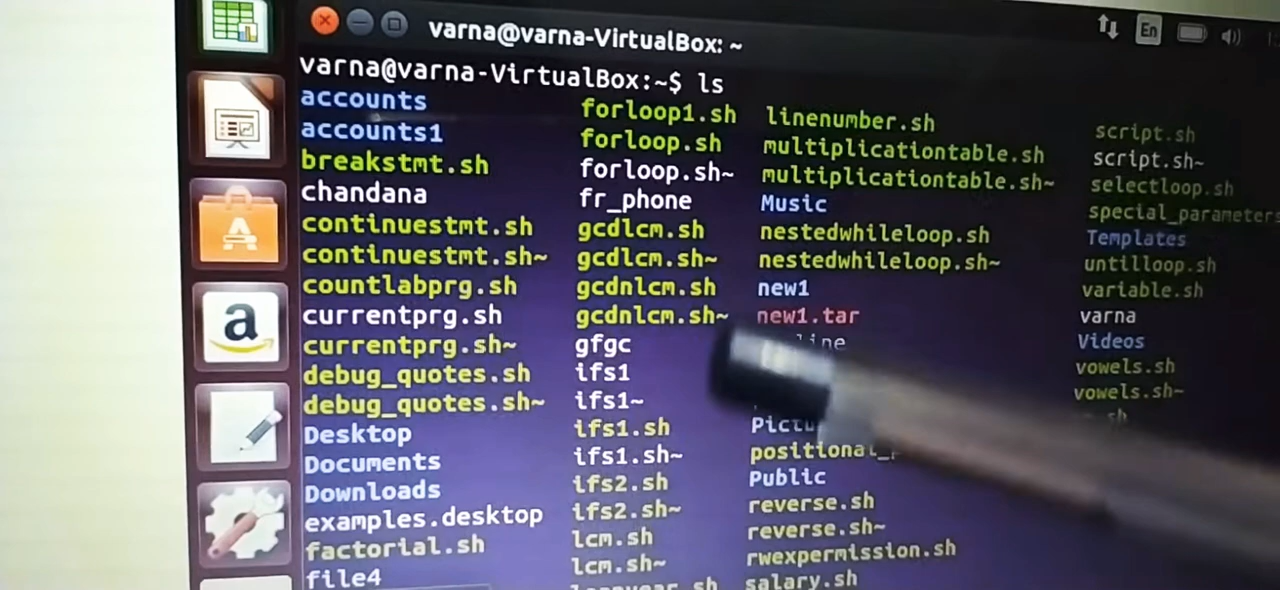 varna@varna-VirtualBox: ~
En
varna@varna-VirtualBox:~$ ls
accounts forloop1.sh linenumber.sh script.sh
accounts1 forloop.sh multiplicationtable.sh script.sh~
breakstmt.sh forloop.sh~ multiplicationtable.sh~ selectloop.sh
chandana fr_phone Music special_parameters
continuestmt.sh gcdlcm.sh nestedwhileloop.sh Templates
continuestmt.sh~ gcdlcm.sh~ nestedwhileloop.sh~ untilloop.sh
countlabprg.sh gcdnlcm.sh new1 variable.sh
currentprg.sh gcdnlcm.sh~ new1.tar varna
currentprg.sh~ gfgc Videos
debug_quotes.sh ifs1 vowels.sh
debug_quotes.sh~ ifs1~ vowels.sh~
Desktop ifs1.sh
Documents ifs1.sh~ positional_
Downloads ifs2.sh Public
examples.desktop ifs2.sh~ reverse.sh
factorial.sh lcm.sh reverse.sh~
file4 lcm.sh~ rwexpermission.sh
salary.sh